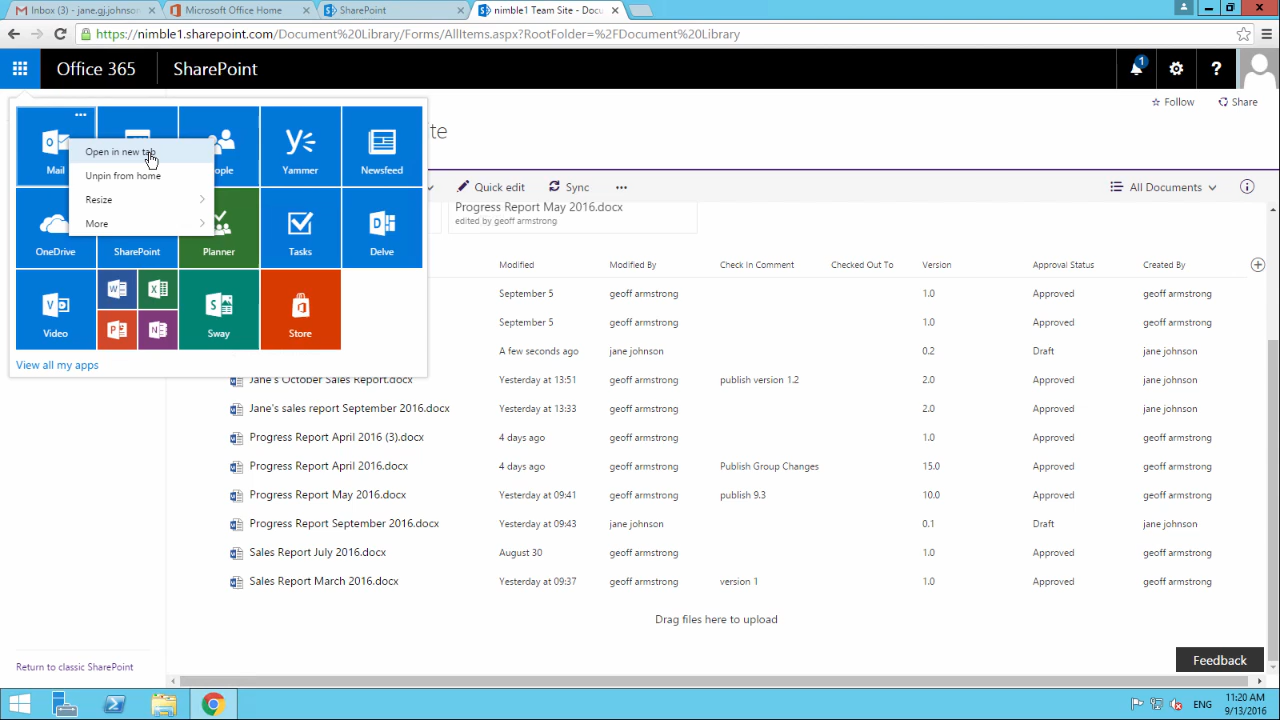 Inbox (3) - jane.gj.johnson
Microsoft Office Home
SharePoint
nimble1 Team Site - Docu
https://nimble1.sharepoint.com/Document%20Library/Forms/AllItems.aspx?RootFolder=%2FDocument%20Library
Office 365
SharePoint
1
?
Follow
Share
te
Mail
ople
Yammer
Newsfeed
Open in new tab
Unpin from home
Resize
More
OneDrive
SharePoint
Planner
Tasks
Delve
Video
Sway
Store
View all my apps
Quick edit
Sync
All Documents
Progress Report May 2016.docx
edited by geoff armstrong
Modified Modified By Check In Comment Checked Out To Version Approval Status Created By
September 5 geoff armstrong 1.0 Approved geoff armstrong
September 5 geoff armstrong 1.0 Approved geoff armstrong
A few seconds ago jane johnson 0.2 Draft jane johnson
Jane's October Sales Report.docx Yesterday at 13:51 geoff armstrong publish version 1.2 2.0 Approved jane johnson
Jane's sales report September 2016.docx Yesterday at 13:33 geoff armstrong 2.0 Approved jane johnson
Progress Report April 2016 (3).docx 4 days ago geoff armstrong 1.0 Approved geoff armstrong
Progress Report April 2016.docx 4 days ago geoff armstrong Publish Group Changes 15.0 Approved geoff armstrong
Progress Report May 2016.docx Yesterday at 09:41 geoff armstrong publish 9.3 10.0 Approved geoff armstrong
Progress Report September 2016.docx Yesterday at 09:43 jane johnson 0.1 Draft jane johnson
Sales Report July 2016.docx August 30 geoff armstrong 1.0 Approved geoff armstrong
Sales Report March 2016.docx Yesterday at 09:37 geoff armstrong version 1 1.0 Approved geoff armstrong
Drag files here to upload
Return to classic SharePoint
Feedback
ENG
11:20 AM
9/13/2016